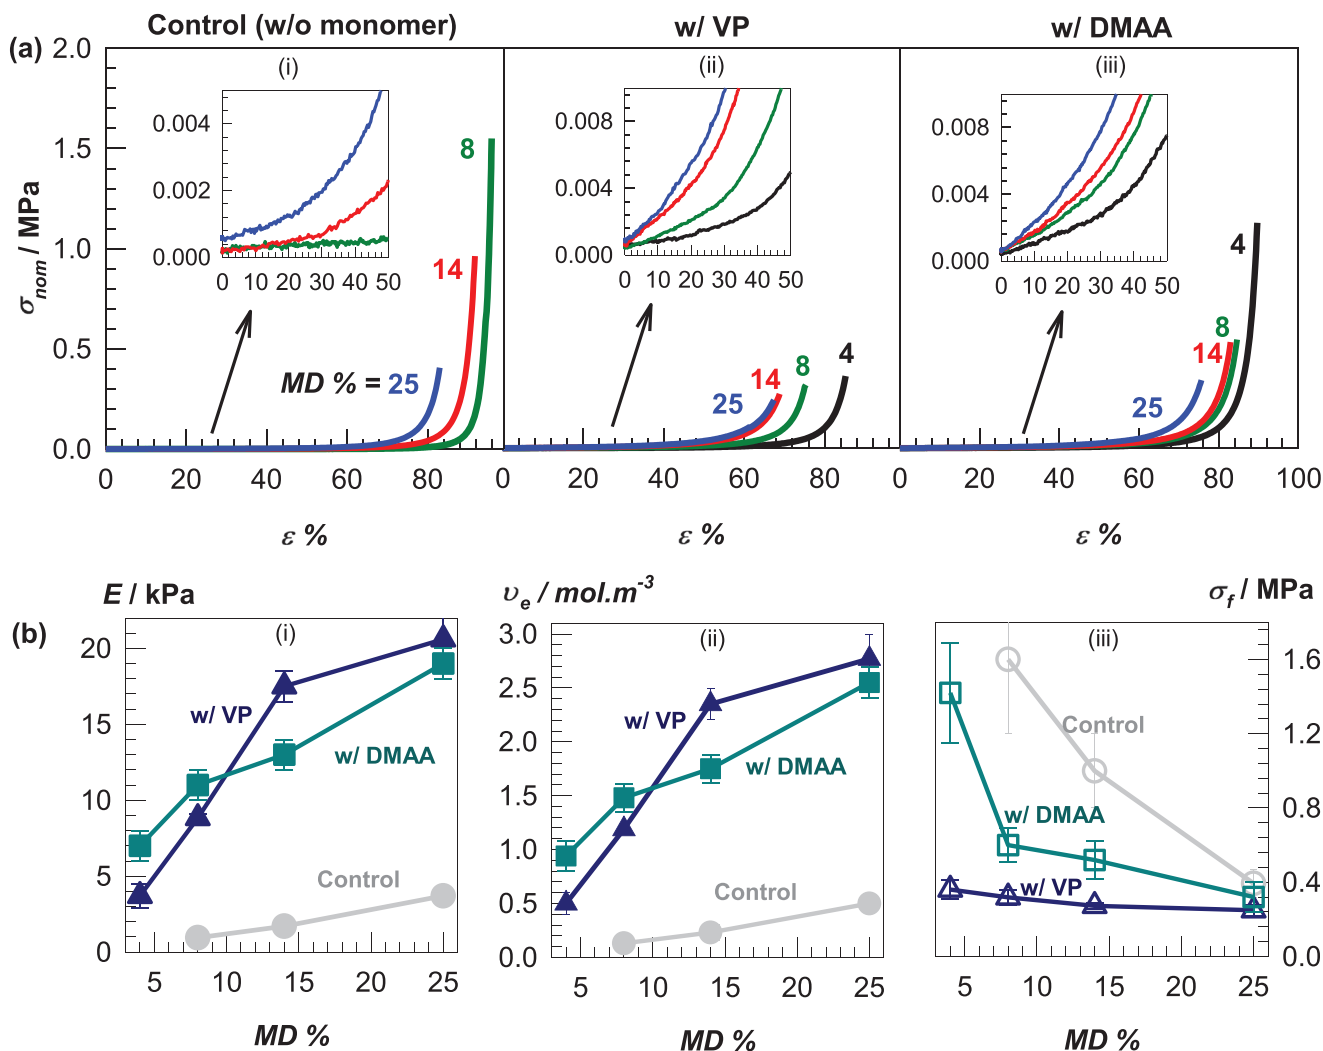 Control (w/o monomer) w/ VP w/ DMAA
(a) 2.0 1.5 1.0 0.5 0.0
σnom / MPa
(i)
0.004 0.002 0.000
0 10 20 30 40 50
8
14
MD % = 25
0 20 40 60 80
ε %
(ii)
0.008 0.004 0.000
0 10 20 30 40 50
4
8
14
25
0 20 40 60 80
ε %
(iii)
0.008 0.004 0.000
0 10 20 30 40 50
4
8
14
25
0 20 40 60 80 100
ε %
(b)
E / kPa
(i)
20 15 10 5 0
w/ VP
w/ DMAA
Control
5 10 15 20 25
MD %
υe / mol.m-3
(ii)
3.0 2.5 2.0 1.5 1.0 0.5 0.0
w/ VP
w/ DMAA
Control
5 10 15 20 25
MD %
σf / MPa
(iii)
1.6 1.2 0.8 0.4 0.0
Control
w/ DMAA
w/ VP
5 10 15 20 25
MD %